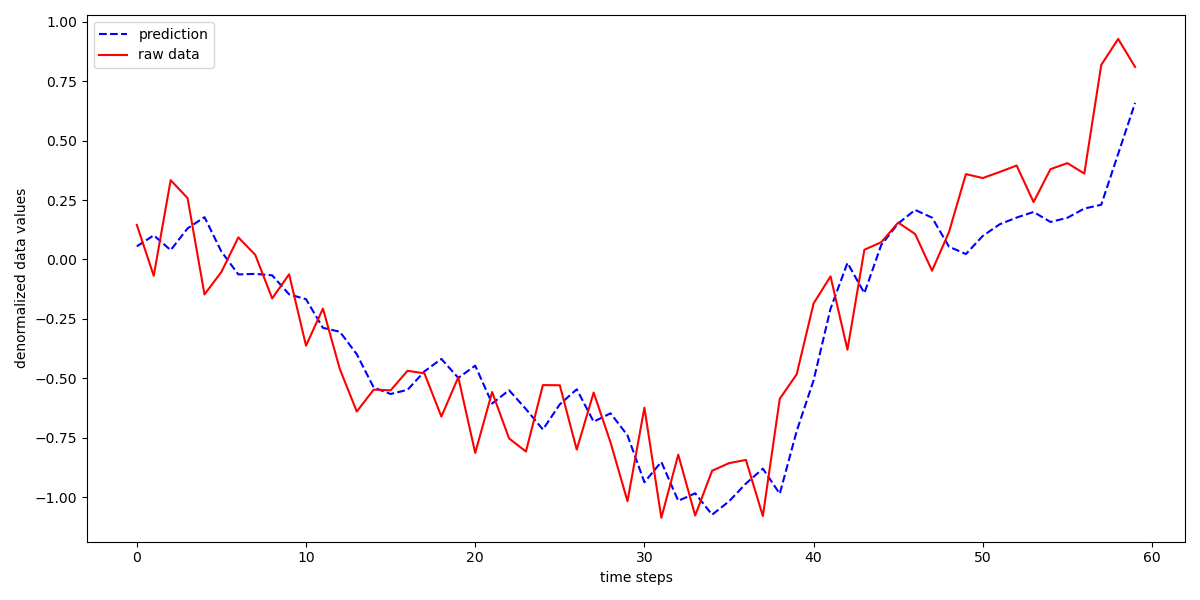 prediction
raw data
denormalized data values
1.00
0.75
0.50
0.25
0.00
−0.25
−0.50
−0.75
−1.00
0 10 20 30 40 50 60
time steps